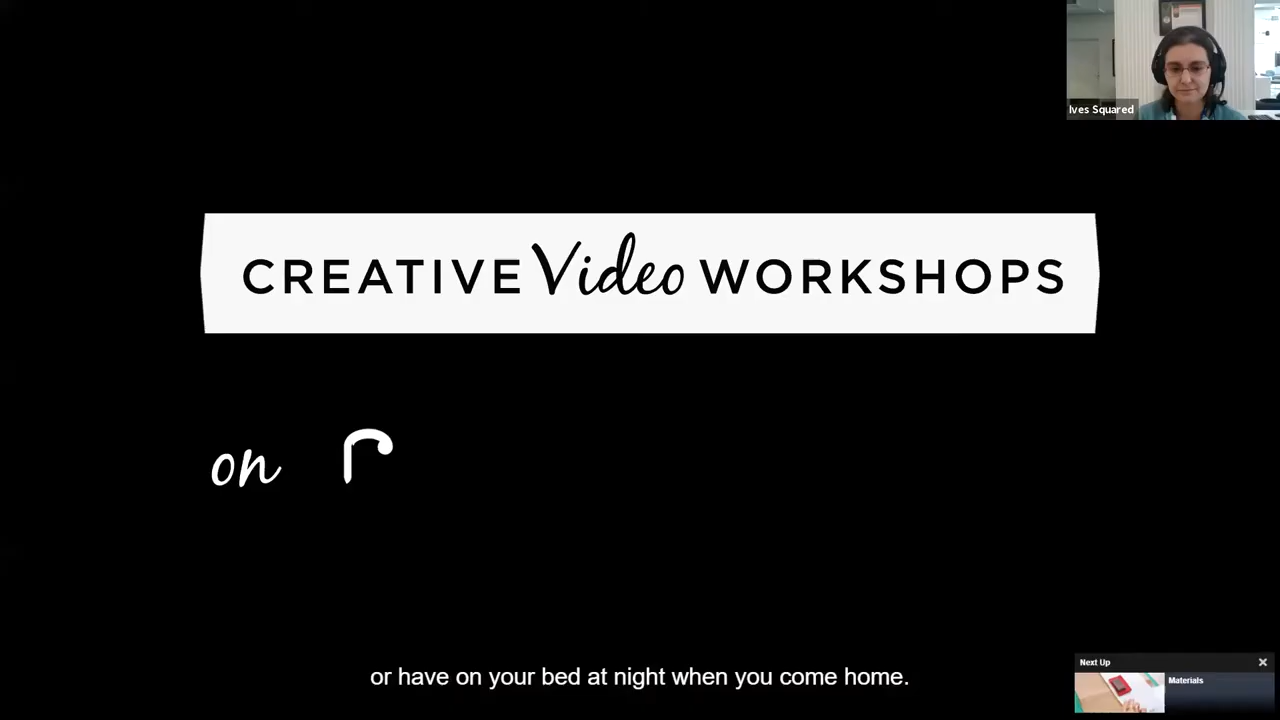 Ives Squared
CREATIVE Video WORKSHOPS
on
or have on your bed at night when you come home.
Next Up
Materials